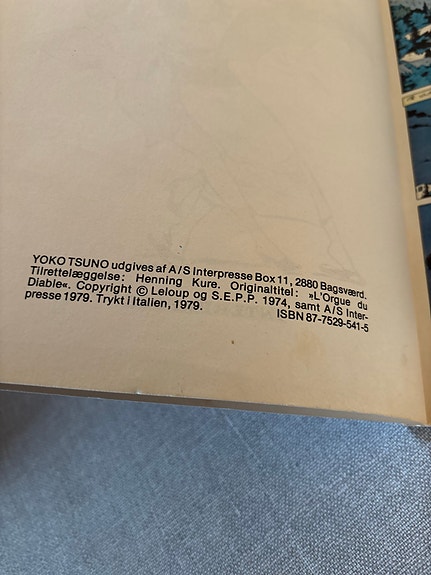 YOKO TSUNO udgives af A/S Interpresse Box 11, 2880 Bagsværd.
Tilrettelæggelse: Henning Kure. Originaltitel: »L'Orgue du
Diable«. Copyright © Leloup og S.E.P.P. 1974, samt A/S Inter-
presse 1979. Trykt i Italien, 1979. ISBN 87-7529-541-5